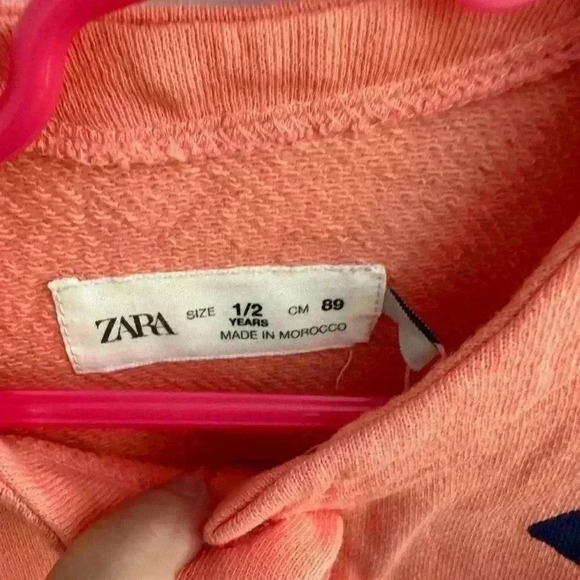 ZARA SIZE 1/2 CM 89
YEARS
MADE IN MOROCCO